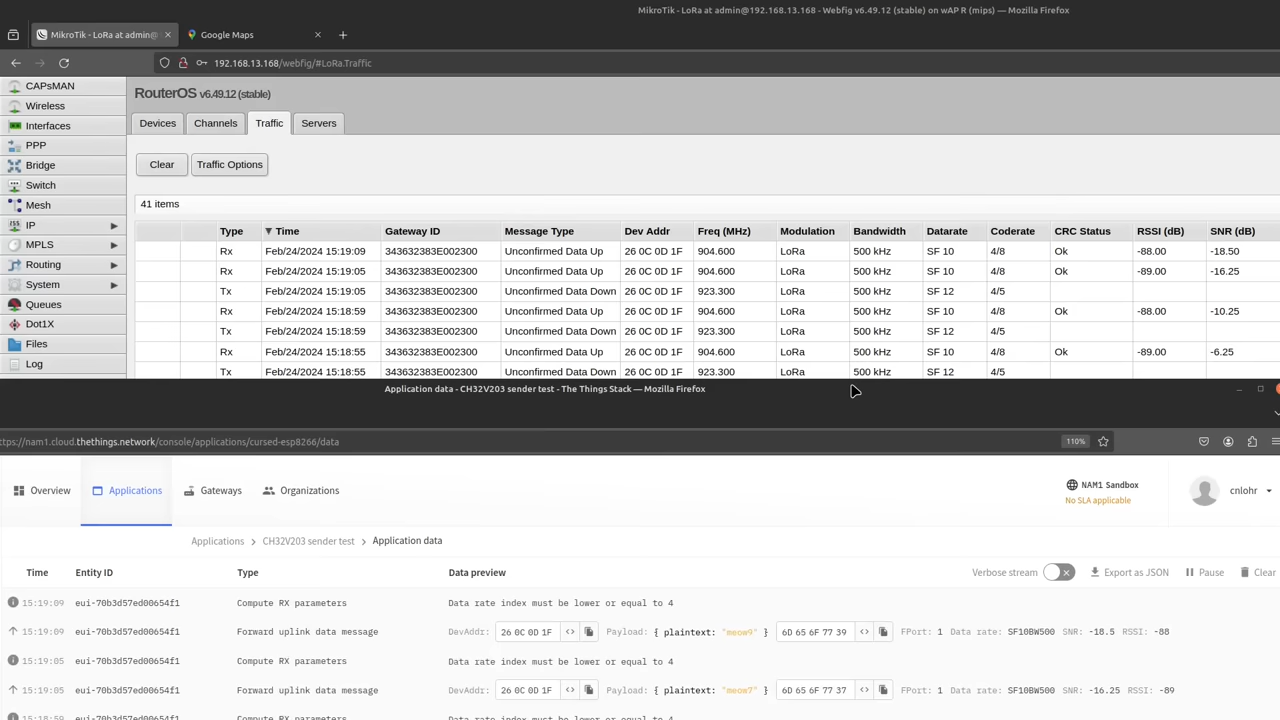 MikroTik - LoRa at admin@192.168.13.168 - Webfig v6.49.12 (stable) on wAP R (mips) — Mozilla Firefox
MikroTik - LoRa at admin@ Google Maps
192.168.13.168/webfig/#LoRa.Traffic
CAPsMAN
Wireless
Interfaces
PPP
Bridge
Switch
Mesh
IP
MPLS
Routing
System
Queues
Dot1X
Files
Log
RouterOS v6.49.12 (stable)
Devices Channels Traffic Servers
Clear Traffic Options
41 items
Type Time Gateway ID Message Type Dev Addr Freq (MHz) Modulation Bandwidth Datarate Coderate CRC Status RSSI (dB) SNR (dB)
Rx Feb/24/2024 15:19:09 343632383E002300 Unconfirmed Data Up 26 0C 0D 1F 904.600 LoRa 500 kHz SF 10 4/8 Ok -88.00 -18.50
Rx Feb/24/2024 15:19:05 343632383E002300 Unconfirmed Data Up 26 0C 0D 1F 904.600 LoRa 500 kHz SF 10 4/8 Ok -89.00 -16.25
Tx Feb/24/2024 15:19:05 343632383E002300 Unconfirmed Data Down 26 0C 0D 1F 923.300 LoRa 500 kHz SF 12 4/5
Rx Feb/24/2024 15:18:59 343632383E002300 Unconfirmed Data Up 26 0C 0D 1F 904.600 LoRa 500 kHz SF 10 4/8 Ok -88.00 -10.25
Tx Feb/24/2024 15:18:59 343632383E002300 Unconfirmed Data Down 26 0C 0D 1F 923.300 LoRa 500 kHz SF 12 4/5
Rx Feb/24/2024 15:18:55 343632383E002300 Unconfirmed Data Up 26 0C 0D 1F 904.600 LoRa 500 kHz SF 10 4/8 Ok -89.00 -6.25
Tx Feb/24/2024 15:18:55 343632383E002300 Unconfirmed Data Down 26 0C 0D 1F 923.300 LoRa 500 kHz SF 12 4/5
Application data - CH32V203 sender test - The Things Stack — Mozilla Firefox
ttps://nam1.cloud.thethings.network/console/applications/cursed-esp8266/data 110%
Overview Applications Gateways Organizations NAM1 Sandbox
No SLA applicable
cnlohr
Applications > CH32V203 sender test > Application data
Time Entity ID Type Data preview Verbose stream Export as JSON Pause Clear
15:19:09 eui-70b3d57ed00654f1 Compute RX parameters Data rate index must be lower or equal to 4
15:19:09 eui-70b3d57ed00654f1 Forward uplink data message DevAddr: 26 0C 0D 1F <> Payload: { plaintext: "meow9" } 6D 65 6F 77 39 <> FPort: 1 Data rate: SF10BW500 SNR: -18.5 RSSI: -88
15:19:05 eui-70b3d57ed00654f1 Compute RX parameters Data rate index must be lower or equal to 4
15:19:05 eui-70b3d57ed00654f1 Forward uplink data message DevAddr: 26 0C 0D 1F <> Payload: { plaintext: "meow7" } 6D 65 6F 77 37 <> FPort: 1 Data rate: SF10BW500 SNR: -16.25 RSSI: -89